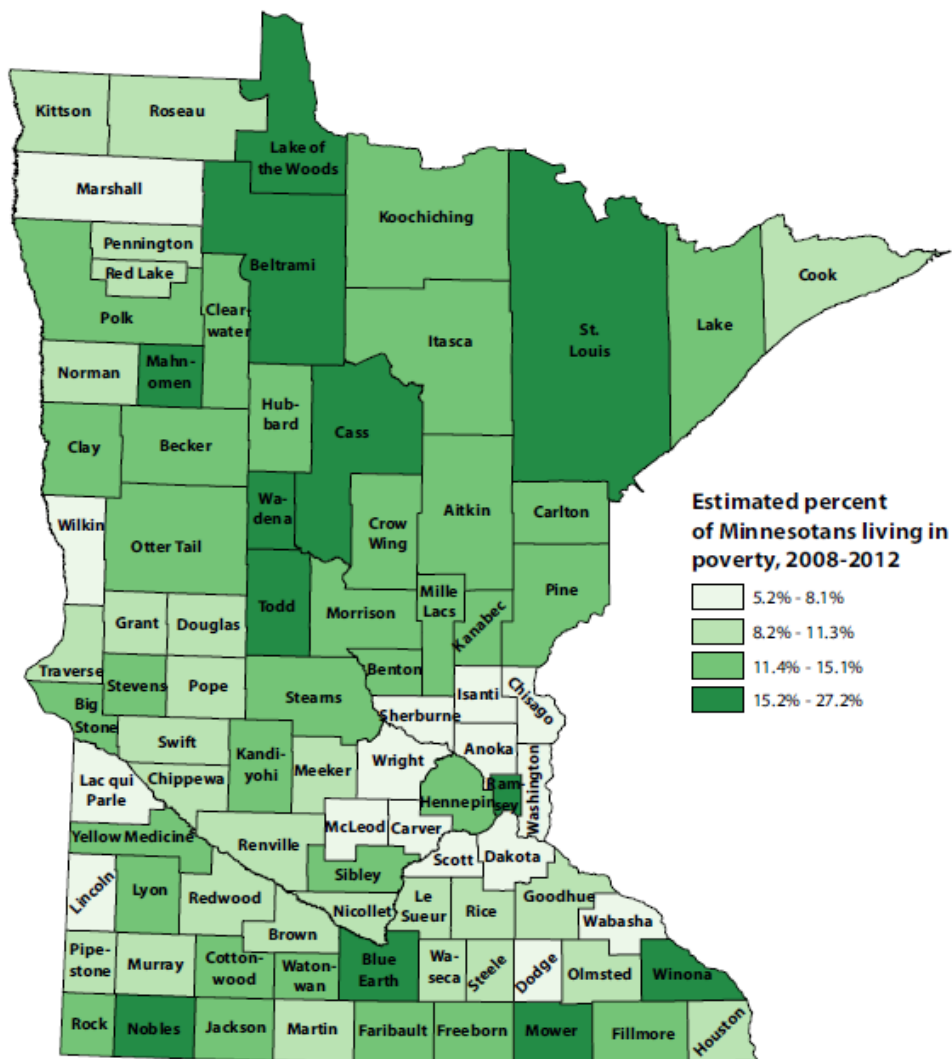 Kittson
Roseau
Lake of
the Woods
Marshall
Koochiching
Pennington
Red Lake
Beltrami
Cook
Clear-
water
Polk
Lake
St.
Louis
Itasca
Norman
Mahn-
omen
Hub-
bard
Cass
Clay
Becker
Wa-
dena
Aitkin
Carlton
Crow
Wing
Wilkin
Otter Tail
Estimated percent
of Minnesotans living in
poverty, 2008-2012
5.2% - 8.1%
8.2% - 11.3%
11.4% - 15.1%
15.2% - 27.2%
Pine
Mille
Lacs
Todd
Morrison
Kanabec
Grant
Douglas
Traverse
Benton
Stevens
Pope
Isanti
Chisago
Stearns
Big
Stone
Sherburne
Swift
Anoka
Kandi-
yohi
Wright
Washington
Meeker
Chippewa
Lac qui
Parle
Ram-
sey
Hennepin
McLeod
Carver
Yellow Medicine
Renville
Scott
Dakota
Sibley
Lincoln
Lyon
Redwood
Le
Sueur
Goodhue
Nicollet
Rice
Wabasha
Brown
Pipe-
stone
Murray
Cotton-
wood
Waton-
wan
Blue
Earth
Wa-
seca
Steele
Dodge
Olmsted
Winona
Rock
Nobles
Jackson
Martin
Faribault
Freeborn
Mower
Fillmore
Houston